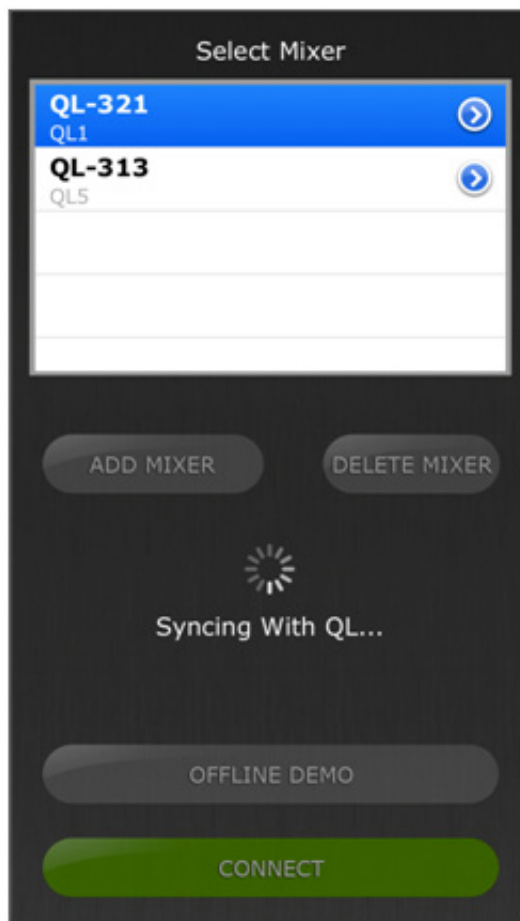 Select Mixer
QL-321
QL1
QL-313
QL5
ADD MIXER
DELETE MIXER
Syncing With QL...
OFFLINE DEMO
CONNECT